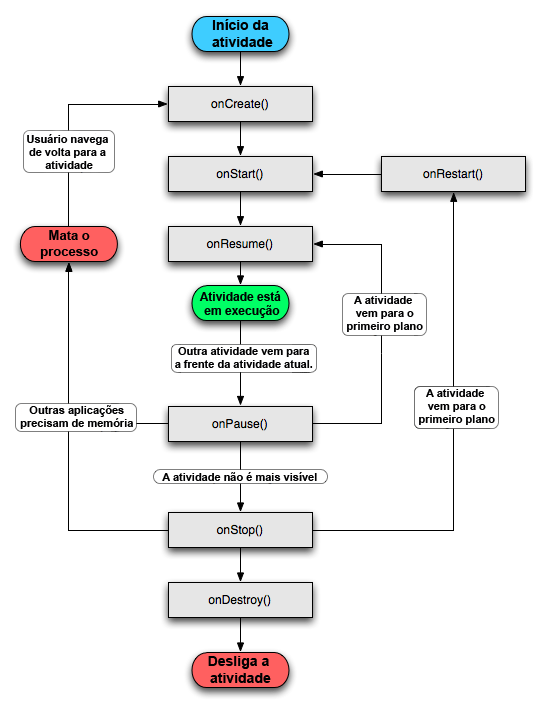 Início da
atividade
onCreate()
Usuário navega
de volta para a
atividade
onStart()
onRestart()
Mata o
processo
onResume()
Atividade está
em execução
A atividade
vem para o
primeiro plano
Outra atividade vem para
a frente da atividade atual.
A atividade
vem para o
primeiro plano
Outras aplicações
precisam de memória
onPause()
A atividade não é mais visível
onStop()
onDestroy()
Desliga a
atividade